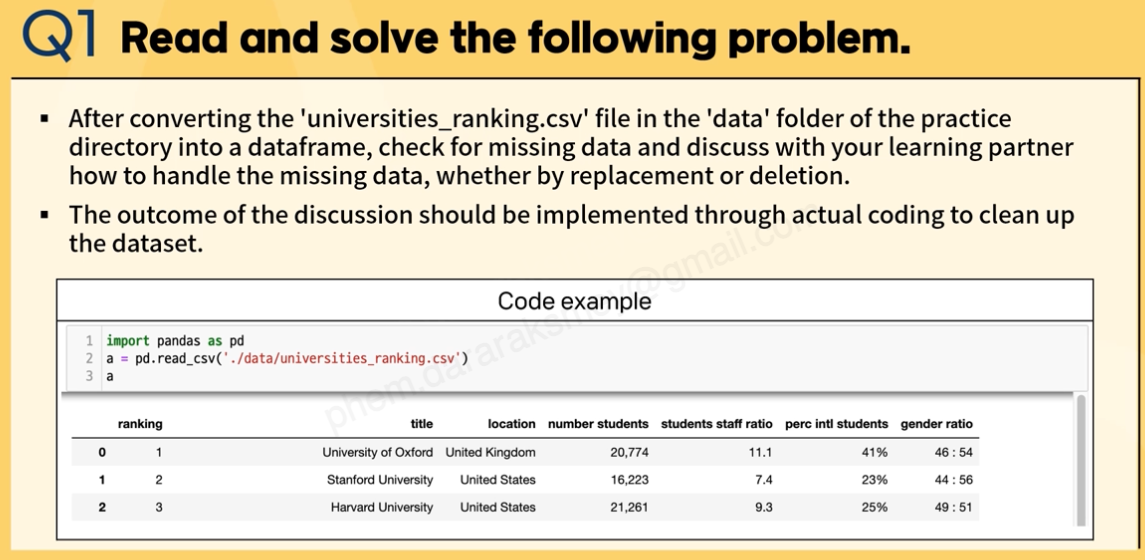 Q1 Read and solve the following problem.
▪ After converting the 'universities_ranking.csv' file in the 'data' folder of the practice
directory into a dataframe, check for missing data and discuss with your learning partner
how to handle the missing data, whether by replacement or deletion.
▪ The outcome of the discussion should be implemented through actual coding to clean up
the dataset.
Code example
1 import pandas as pd
2 a = pd.read_csv('./data/universities_ranking.csv')
3 a
ranking title location number students students staff ratio perc intl students gender ratio
0 1 University of Oxford United Kingdom 20,774 11.1 41% 46 : 54
1 2 Stanford University United States 16,223 7.4 23% 44 : 56
2 3 Harvard University United States 21,261 9.3 25% 49 : 51